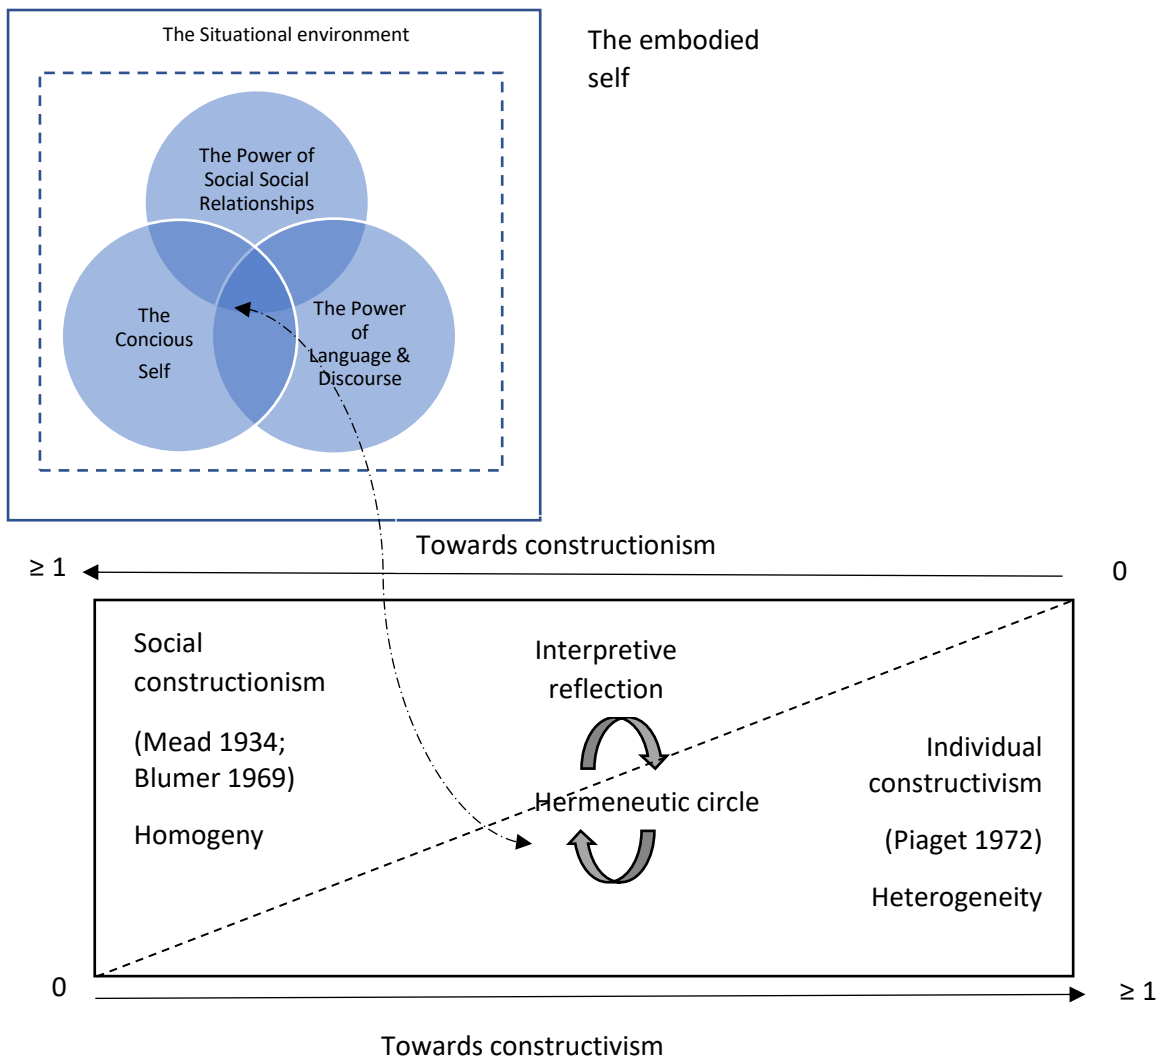 The Situational environment
The embodied
self
The Power of
Social Social
Relationships
The
Concious
Self
The Power
of
Language &
Discourse
Towards constructionism
≥ 1
0
Social
constructionism
(Mead 1934;
Blumer 1969)
Homogeny
Interpretive
reflection
Hermeneutic circle
Individual
constructivism
(Piaget 1972)
Heterogeneity
0
≥ 1
Towards constructivism